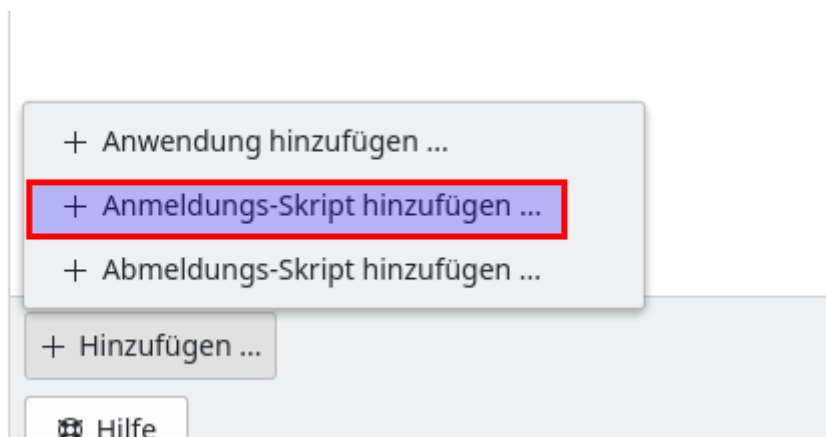 + Anwendung hinzufügen ...
+ Anmeldungs-Skript hinzufügen ...
+ Abmeldungs-Skript hinzufügen ...
+ Hinzufügen ...
Hilfe